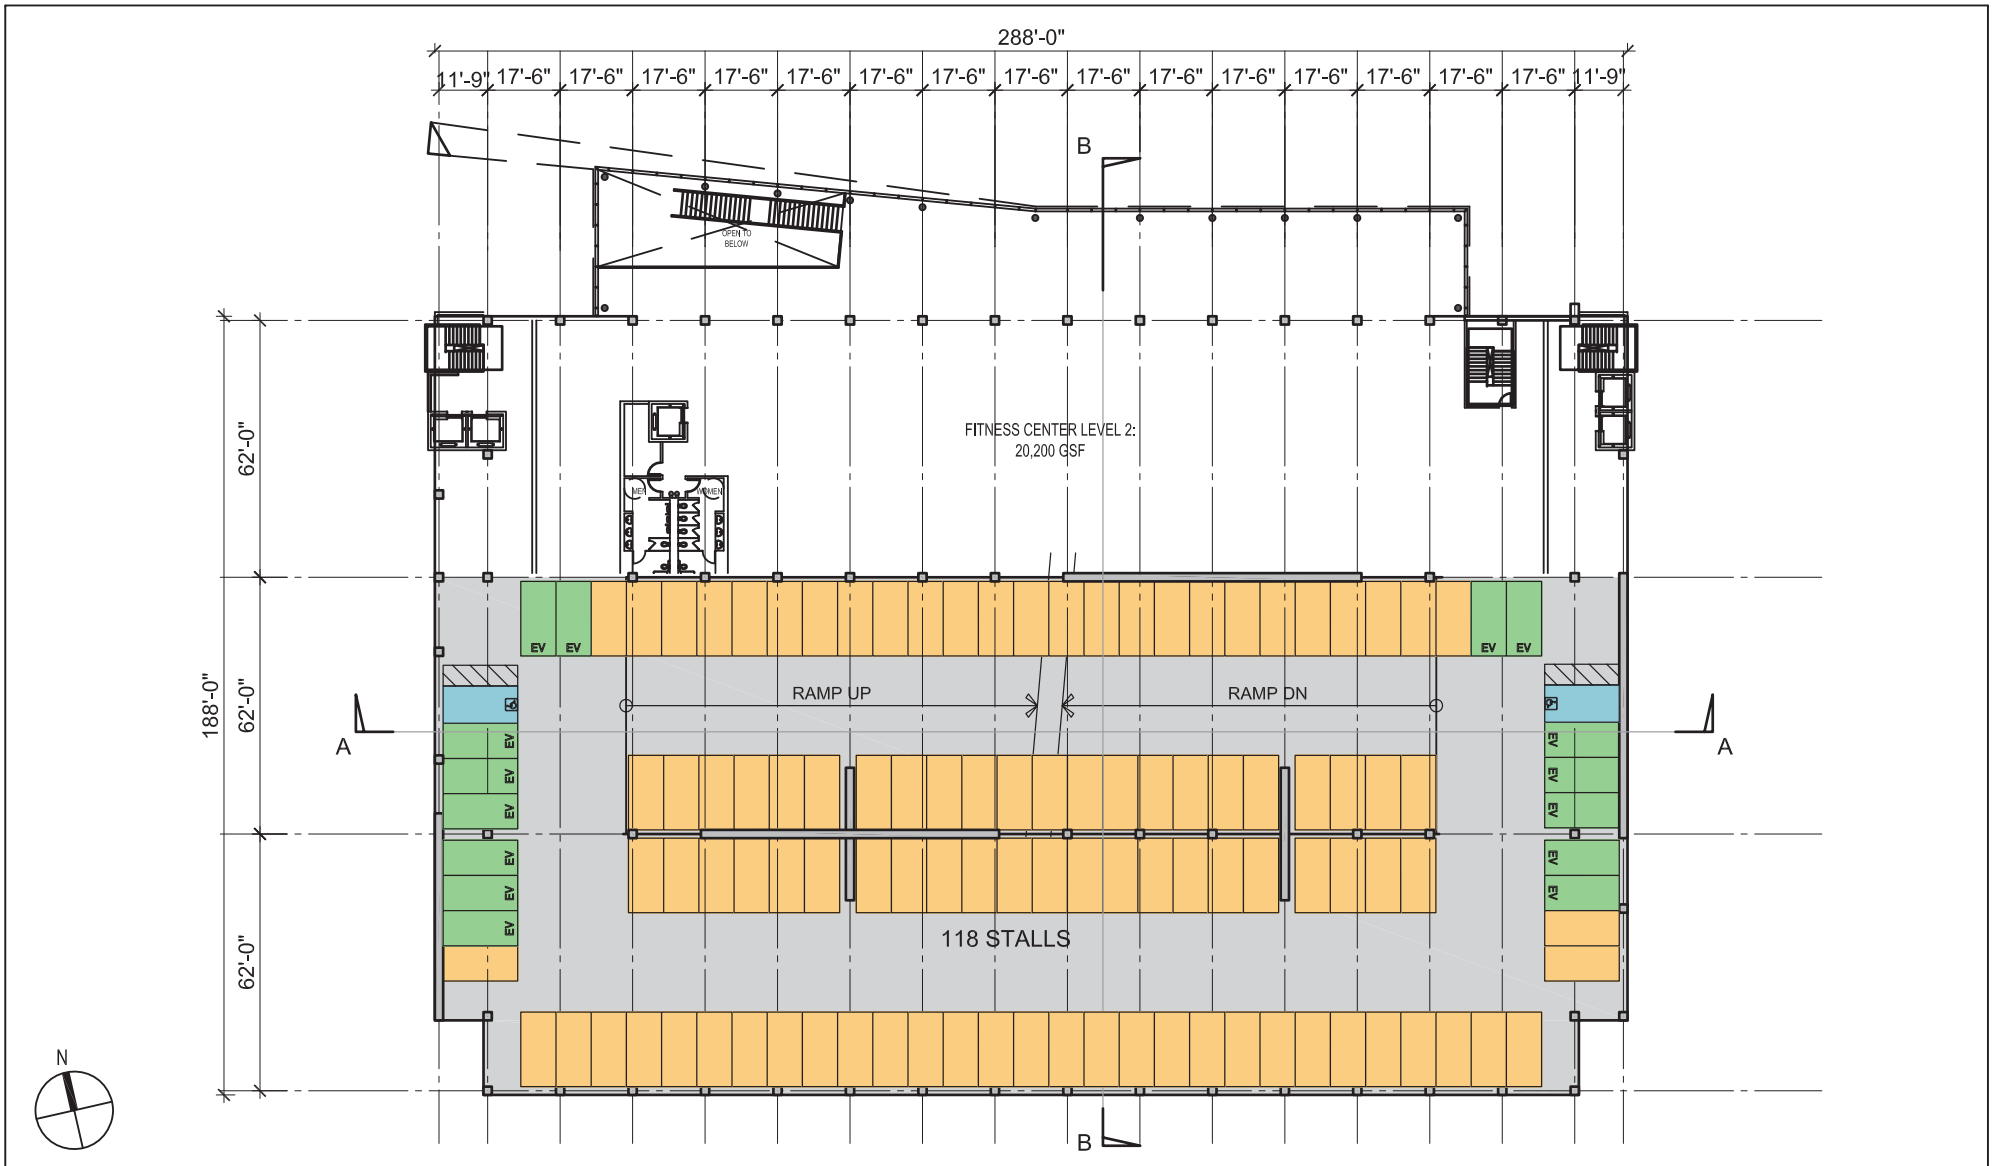 288'-0"
11'-9" 17'-6" 17'-6" 17'-6" 17'-6" 17'-6" 17'-6" 17'-6" 17'-6" 17'-6" 17'-6" 17'-6" 17'-6" 17'-6" 17'-6" 17'-6" 11'-9"
B
OPEN TO
BELOW
62'-0"
FITNESS CENTER LEVEL 2:
20,200 GSF
MEN WOMEN
EV EV EV EV
188'-0"
62'-0"
RAMP UP RAMP DN
A A
EV EV
EV EV
EV EV
EV EV
EV EV
EV
62'-0"
118 STALLS
N
B